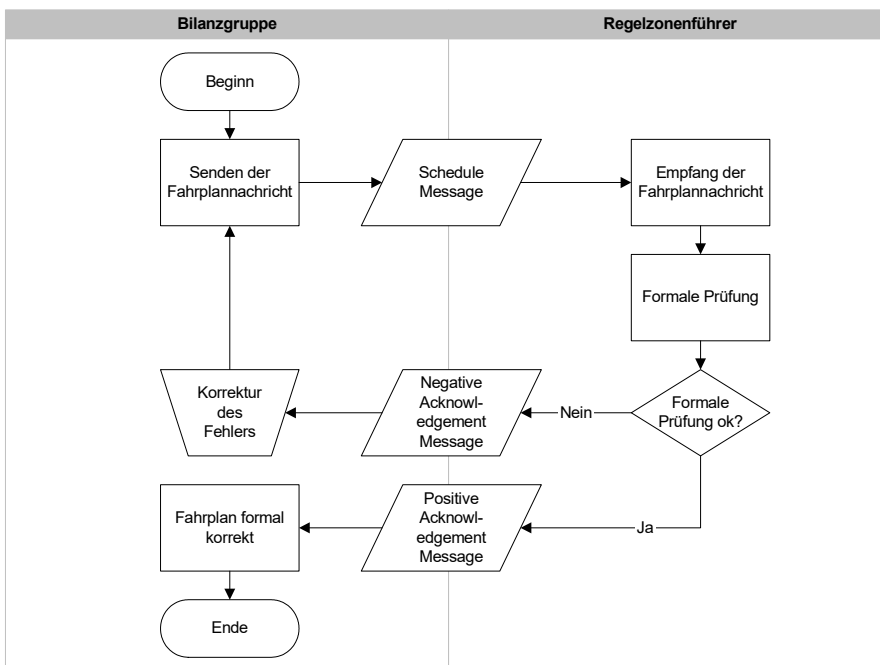 Bilanzgruppe
Regelzonenführer
Beginn
Senden der
Fahrplannachricht
Schedule
Message
Empfang der
Fahrplannachricht
Formale Prüfung
Korrektur
des
Fehlers
Negative
Acknowl-
edgement
Message
Nein
Formale
Prüfung ok?
Fahrplan formal
korrekt
Positive
Acknowl-
edgement
Message
Ja
Ende